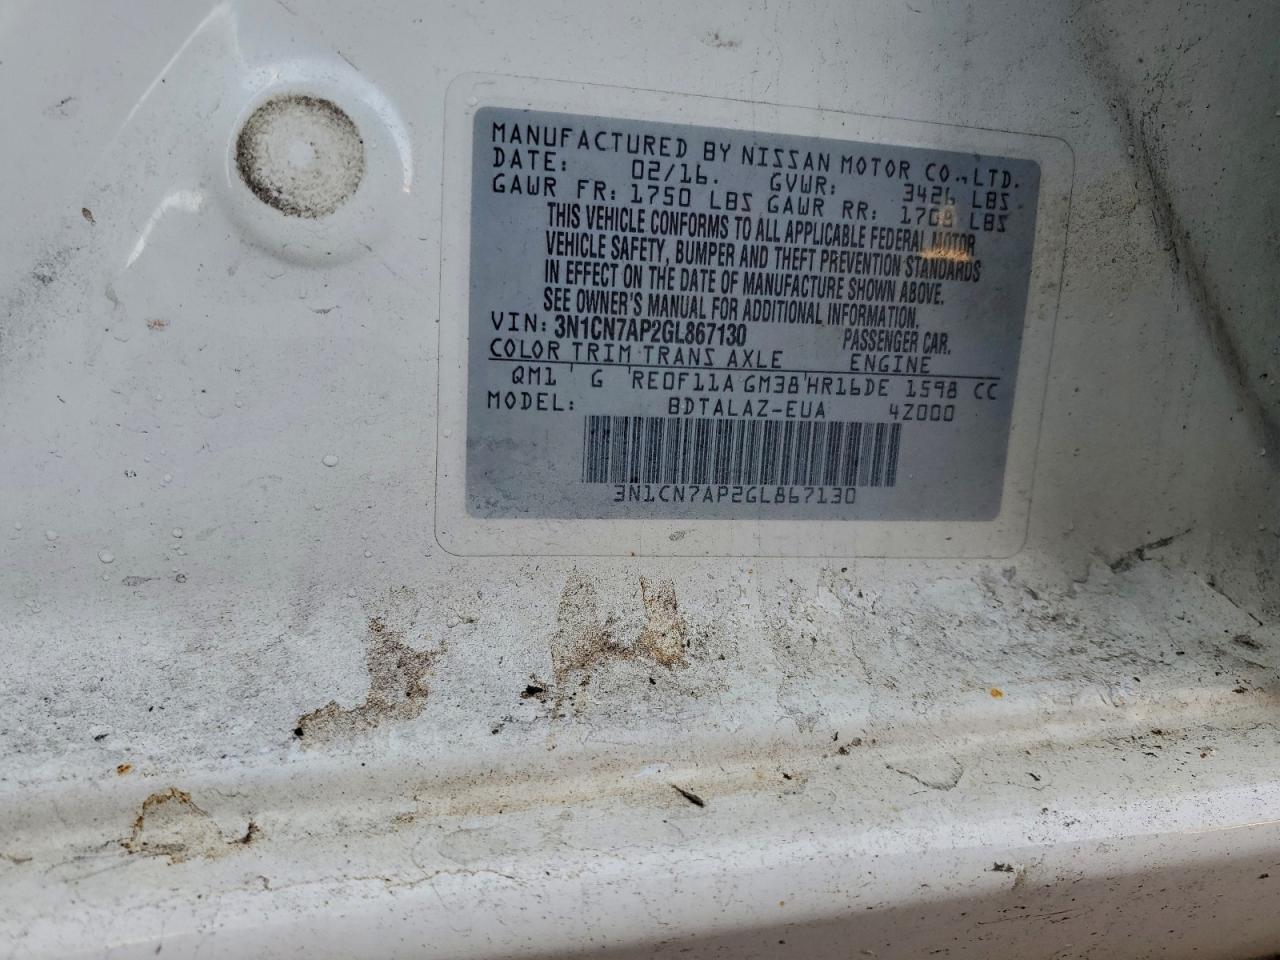 MANUFACTURED BY NISSAN MOTOR CO., LTD.
DATE: 02/16. GVWR: 3426 LBS
GAWR FR: 1750 LBS GAWR RR: 1708 LBS
THIS VEHICLE CONFORMS TO ALL APPLICABLE FEDERAL MOTOR
VEHICLE SAFETY, BUMPER AND THEFT PREVENTION STANDARDS
IN EFFECT ON THE DATE OF MANUFACTURE SHOWN ABOVE.
SEE OWNER'S MANUAL FOR ADDITIONAL INFORMATION.
VIN: 3N1CN7AP2GL867130 PASSENGER CAR.
COLOR TRIM TRANS AXLE ENGINE
QM1 ' G 'RE0F11A GM38'HR16DE 1598 CC
MODEL: BDTALAZ-EUA 4Z000
3N1CN7AP2GL867130